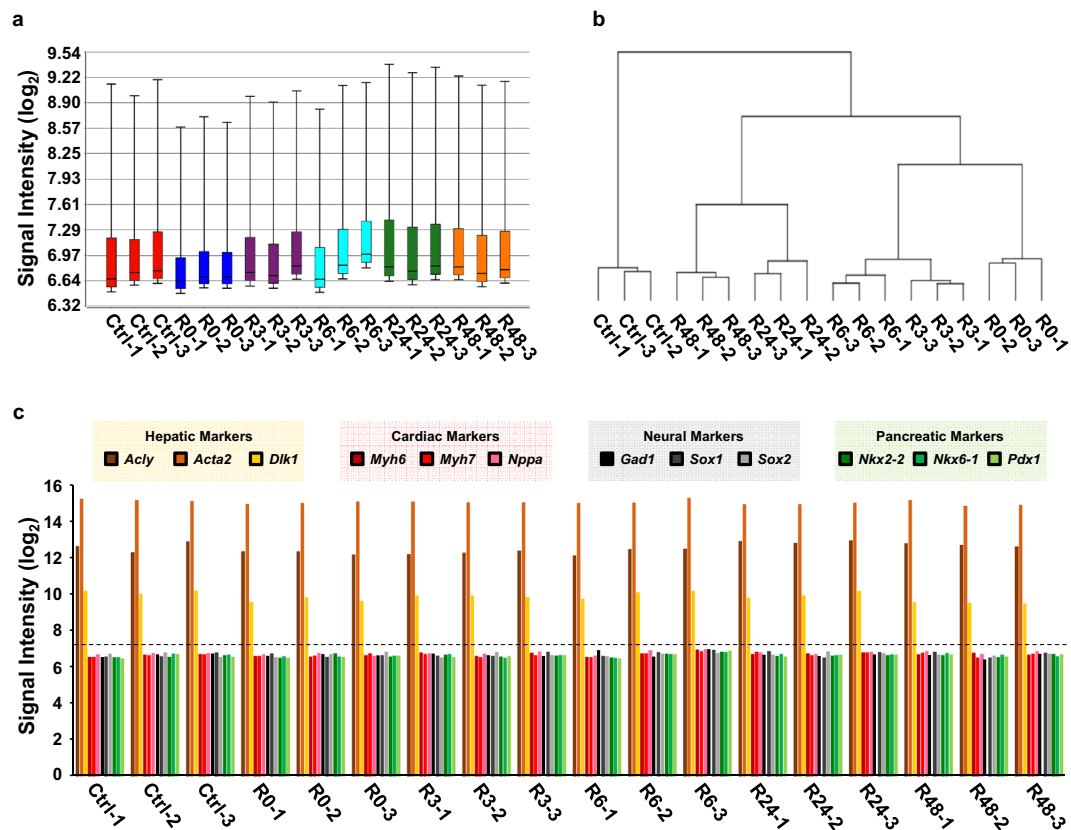 a
Signal Intensity (log2)
9.54
9.22
8.90
8.57
8.25
7.93
7.61
7.29
6.97
6.64
6.32
Ctrl-1
Ctrl-2
Ctrl-3
R0-1
R0-2
R0-3
R3-1
R3-2
R3-3
R6-1
R6-2
R6-3
R24-1
R24-2
R24-3
R48-1
R48-2
R48-3
b
Ctrl-1
Ctrl-3
Ctrl-2
R48-1
R48-2
R48-3
R24-3
R24-1
R24-2
R6-3
R6-2
R6-1
R3-3
R3-2
R3-1
R0-2
R0-3
R0-1
c
Hepatic Markers
Acly Acta2 Dlk1
Cardiac Markers
Myh6 Myh7 Nppa
Neural Markers
Gad1 Sox1 Sox2
Pancreatic Markers
Nkx2-2 Nkx6-1 Pdx1
Signal Intensity (log2)
16
14
12
10
8
6
4
2
0
Ctrl-1
Ctrl-2
Ctrl-3
R0-1
R0-2
R0-3
R3-1
R3-2
R3-3
R6-1
R6-2
R6-3
R24-1
R24-2
R24-3
R48-1
R48-2
R48-3